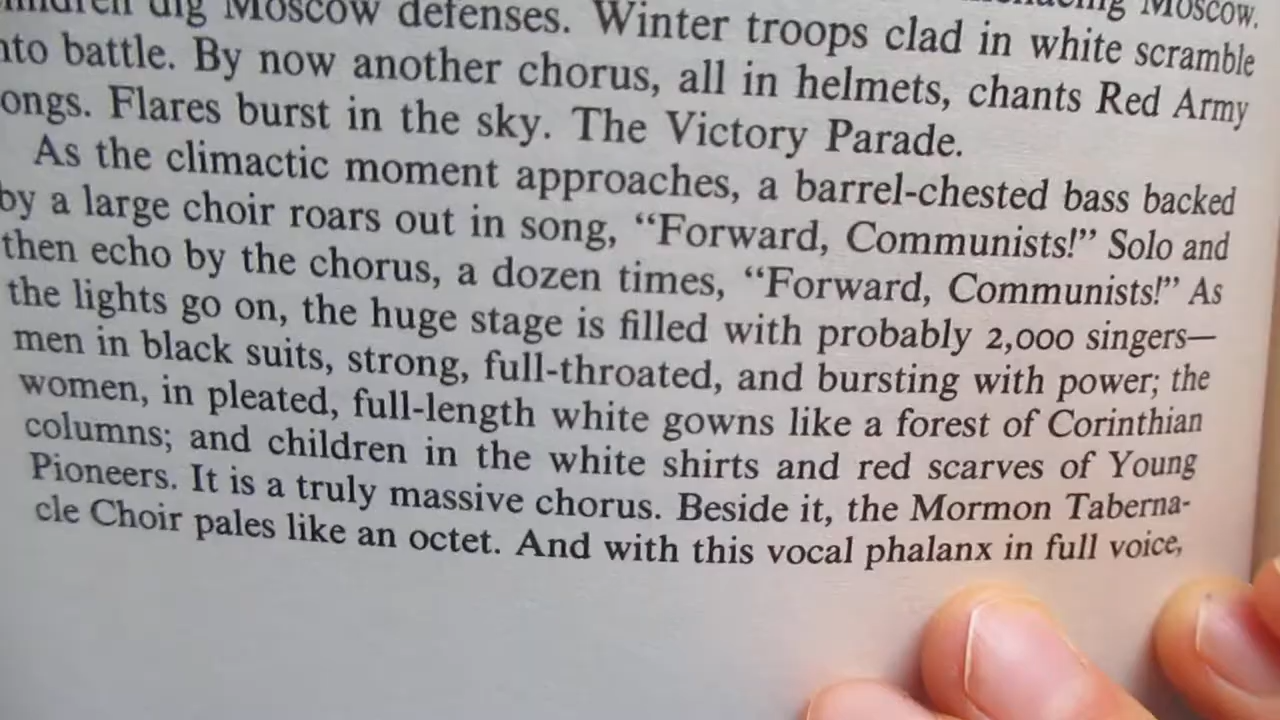 dig Moscow defenses. Winter troops clad in white scramble
into battle. By now another chorus, all in helmets, chants Red Army
songs. Flares burst in the sky. The Victory Parade.
As the climactic moment approaches, a barrel-chested bass backed
by a large choir roars out in song, “Forward, Communists!” Solo and
then echo by the chorus, a dozen times, “Forward, Communists!” As
the lights go on, the huge stage is filled with probably 2,000 singers—
men in black suits, strong, full-throated, and bursting with power; the
women, in pleated, full-length white gowns like a forest of Corinthian
columns; and children in the white shirts and red scarves of Young
Pioneers. It is a truly massive chorus. Beside it, the Mormon Taberna-
cle Choir pales like an octet. And with this vocal phalanx in full voice,